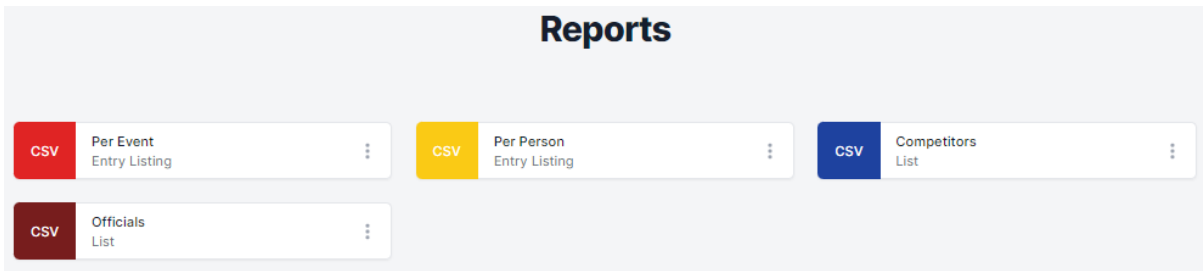 Reports
CSV
Per Event
Entry Listing
CSV
Per Person
Entry Listing
CSV
Competitors
List
CSV
Officials
List